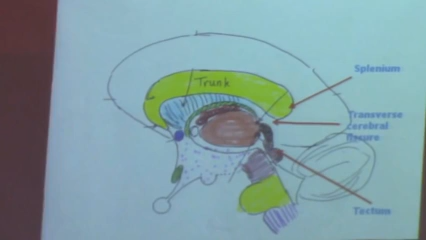 Splenium
Trunk
Transverse
cerebral
fissure
Tectum